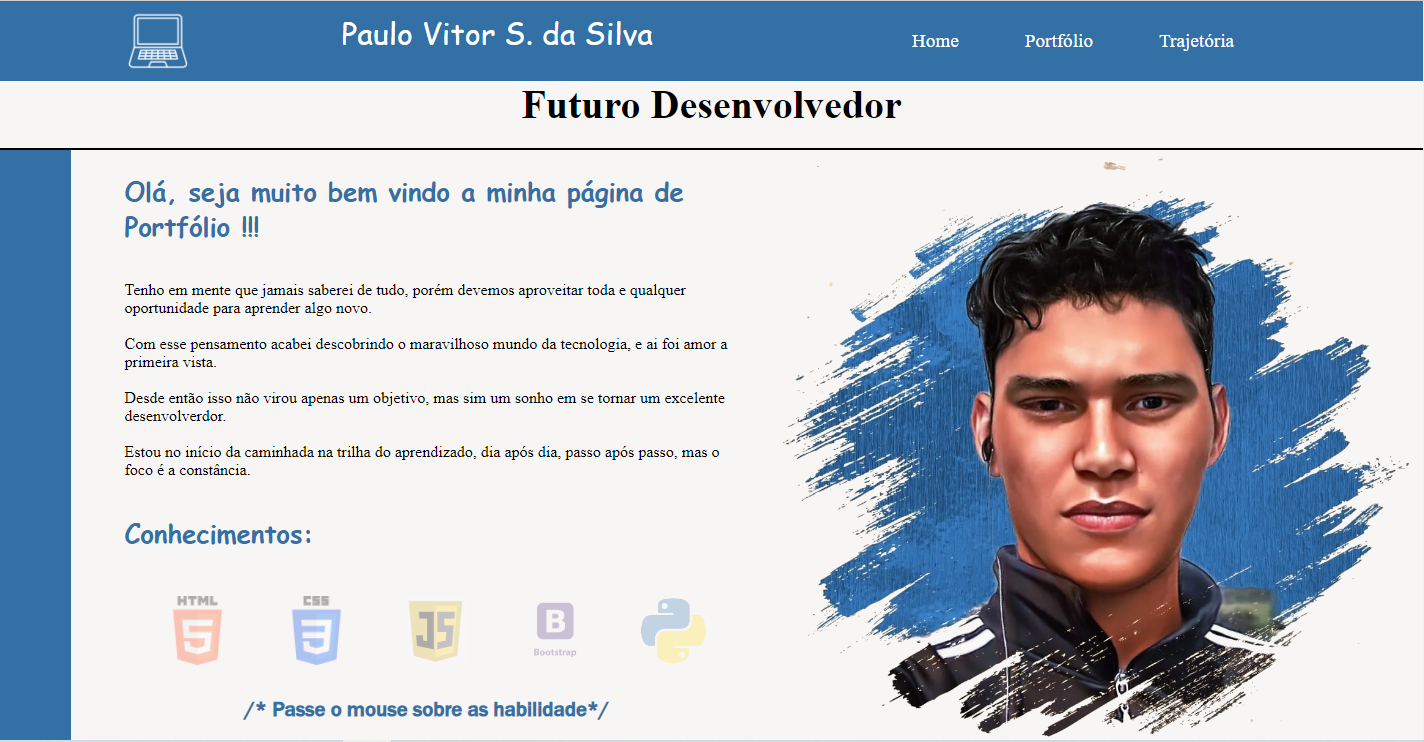 Paulo Vitor S. da Silva
Home
Portfólio
Trajetória
Futuro Desenvolvedor
Olá, seja muito bem vindo a minha página de
Portfólio !!!
Tenho em mente que jamais saberei de tudo, porém devemos aproveitar toda e qualquer
oportunidade para aprender algo novo.
Com esse pensamento acabei descobrindo o maravilhoso mundo da tecnologia, e ai foi amor a
primeira vista.
Desde então isso não virou apenas um objetivo, mas sim um sonho em se tornar um excelente
desenvolverdor.
Estou no início da caminhada na trilha do aprendizado, dia após dia, passo após passo, mas o
foco é a constância.
Conhecimentos:
HTML
5
CSS
3
JS
B
Bootstrap
/* Passe o mouse sobre as habilidade*/